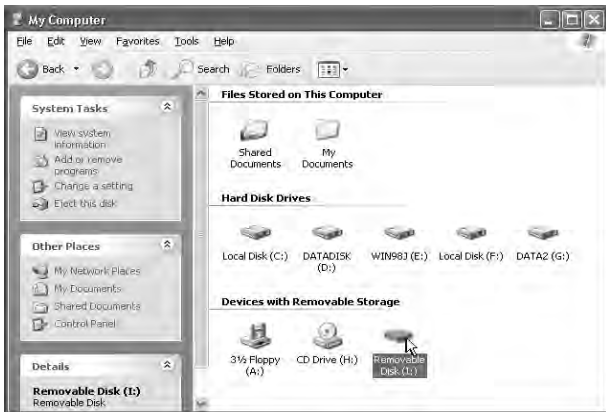 My Computer
File Edit View Favorites Tools Help
Back Search Folders
System Tasks
View system
information
Add or remove
programs
Change a setting
Eject this disk
Other Places
My Network Places
My Documents
Shared Documents
Control Panel
Details
Removable Disk (I:)
Removable Disk
Files Stored on This Computer
Shared
Documents
My
Documents
Hard Disk Drives
Local Disk (C:)
DATADISK
(D:)
WIN98J (E:)
Local Disk (F:)
DATA2 (G:)
Devices with Removable Storage
3½ Floppy
(A:)
CD Drive (H:)
Removable
Disk (I:)